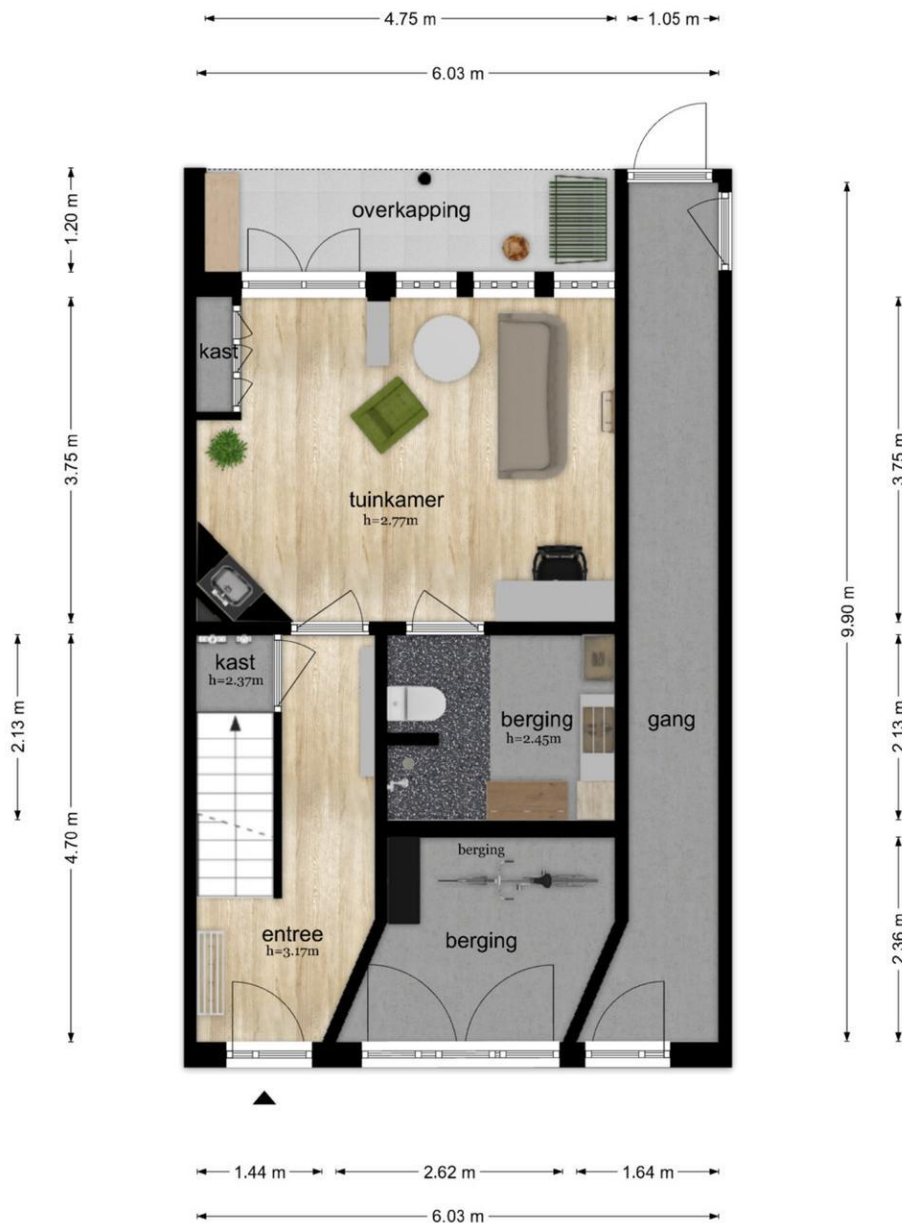 4.75 m
1.05 m
6.03 m
1.20 m
overkapping
kast
3.75 m
3.75 m
tuinkamer
h=2.77m
9.90 m
kast
h=2.37m
2.13 m
berging
h=2.45m
gang
2.13 m
4.70 m
berging
entree
h=3.17m
berging
2.36 m
1.44 m
2.62 m
1.64 m
6.03 m